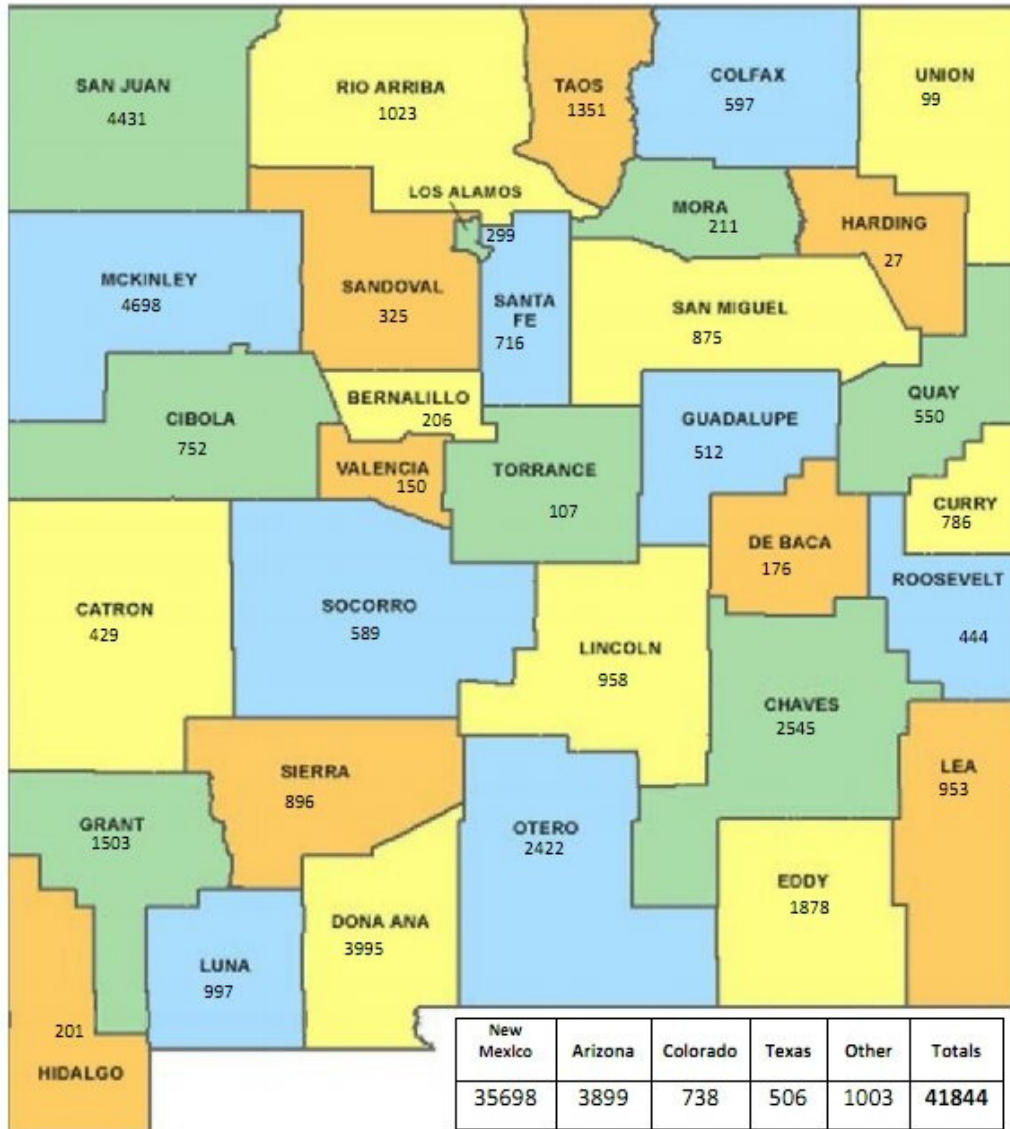 SAN JUAN
4431
RIO ARRIBA
1023
TAOS
1351
COLFAX
597
UNION
99
LOS ALAMOS
299
MORA
211
HARDING
27
MCKINLEY
4698
SANDOVAL
325
SANTA
FE
716
SAN MIGUEL
875
QUAY
550
CIBOLA
752
BERNALILLO
206
GUADALUPE
512
VALENCIA
150
TORRANCE
107
CURRY
786
DE BACA
176
ROOSEVELT
444
CATRON
429
SOCORRO
589
LINCOLN
958
CHAVES
2545
LEA
953
SIERRA
896
GRANT
1503
OTERO
2422
EDDY
1878
DONA ANA
3995
LUNA
997
201
HIDALGO
New Mexico Arizona Colorado Texas Other Totals
35698 3899 738 506 1003 41844